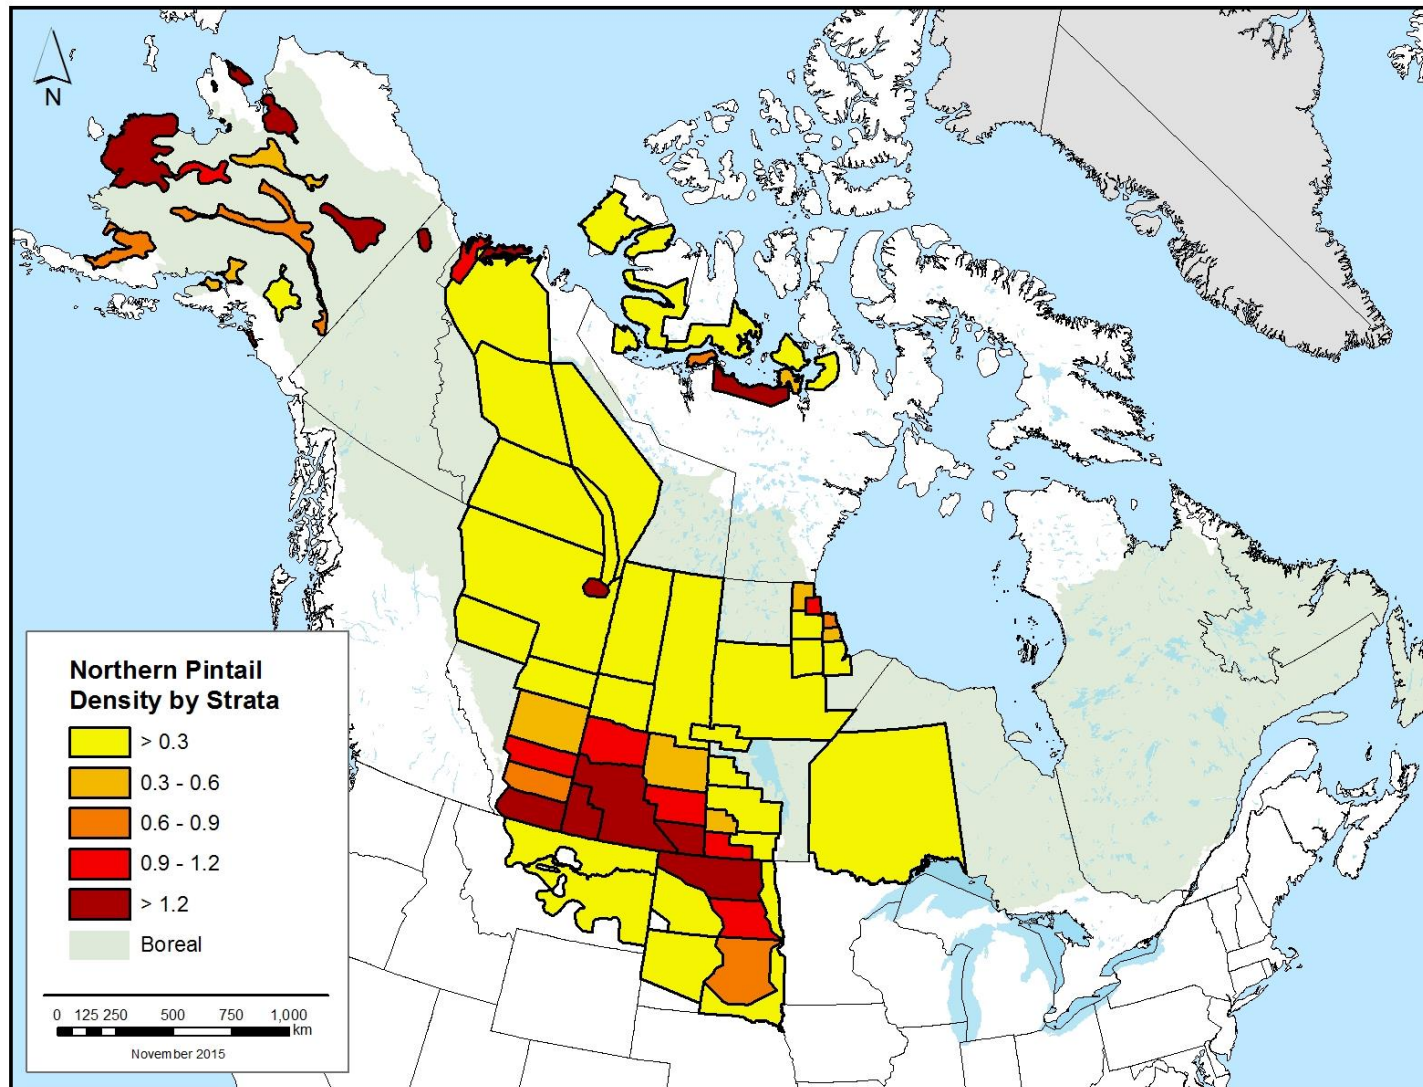 N
Northern Pintail
Density by Strata
> 0.3
0.3 - 0.6
0.6 - 0.9
0.9 - 1.2
> 1.2
Boreal
0 125 250 500 750 1,000
km
November 2015